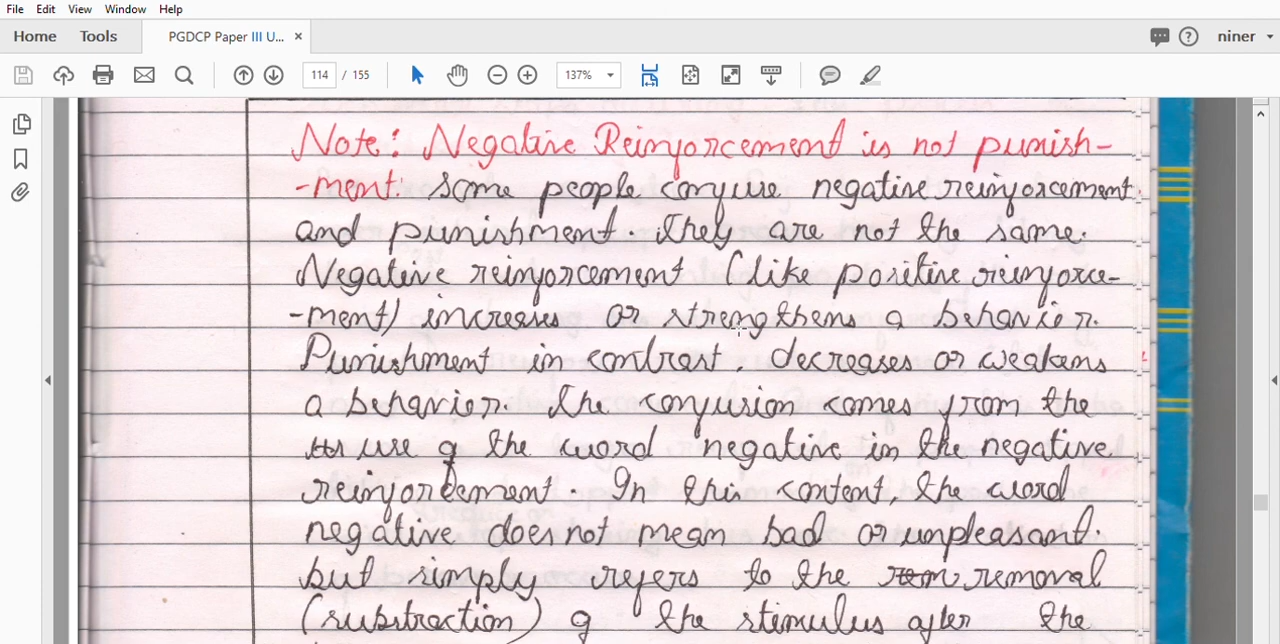 File Edit View Window Help
Home Tools PGDCP Paper III U... × niner
114 / 155 137%
Note: Negative Reinforcement is not punish-
-ment: Some people confuse negative reinforcement
and punishment. They are not the same.
Negative reinforcement (like positive reinforce-
-ment) increases or strengthens a behavior.
Punishment in contrast, decreases or weakens
a behavior. The confusion comes from the
use of the word negative in the negative
reinforcement. In this content, the word
negative does not mean bad or unpleasant.
but simply refers to the removal
(substraction) of the stimulus after the